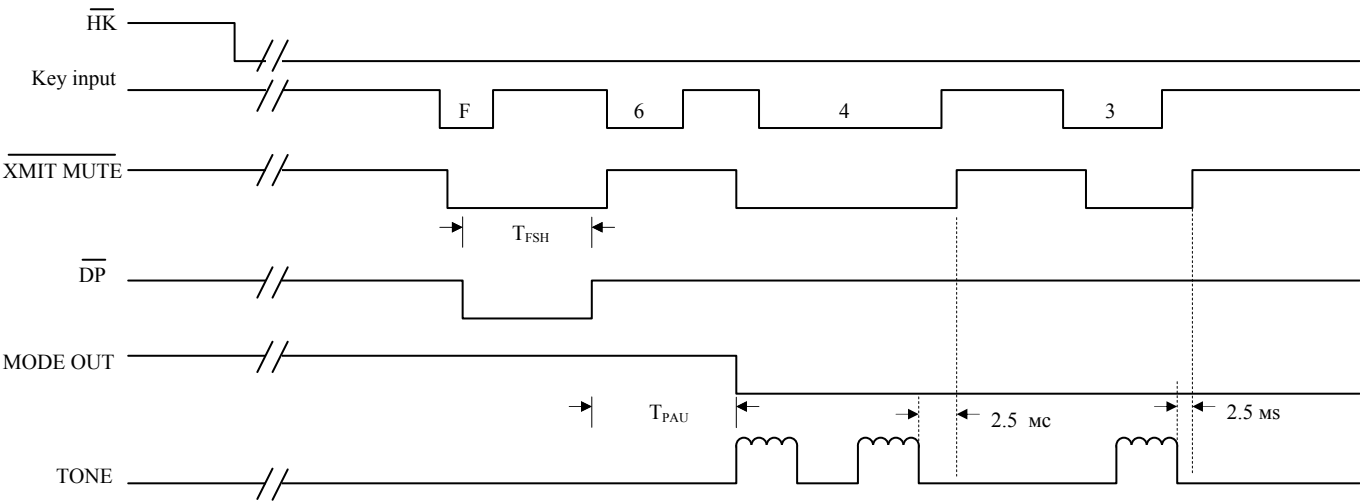 HK
Key input
F 6 4 3
XMIT MUTE
TFSH
DP
MODE OUT
TPAU 2.5 мс 2.5 мs
TONE